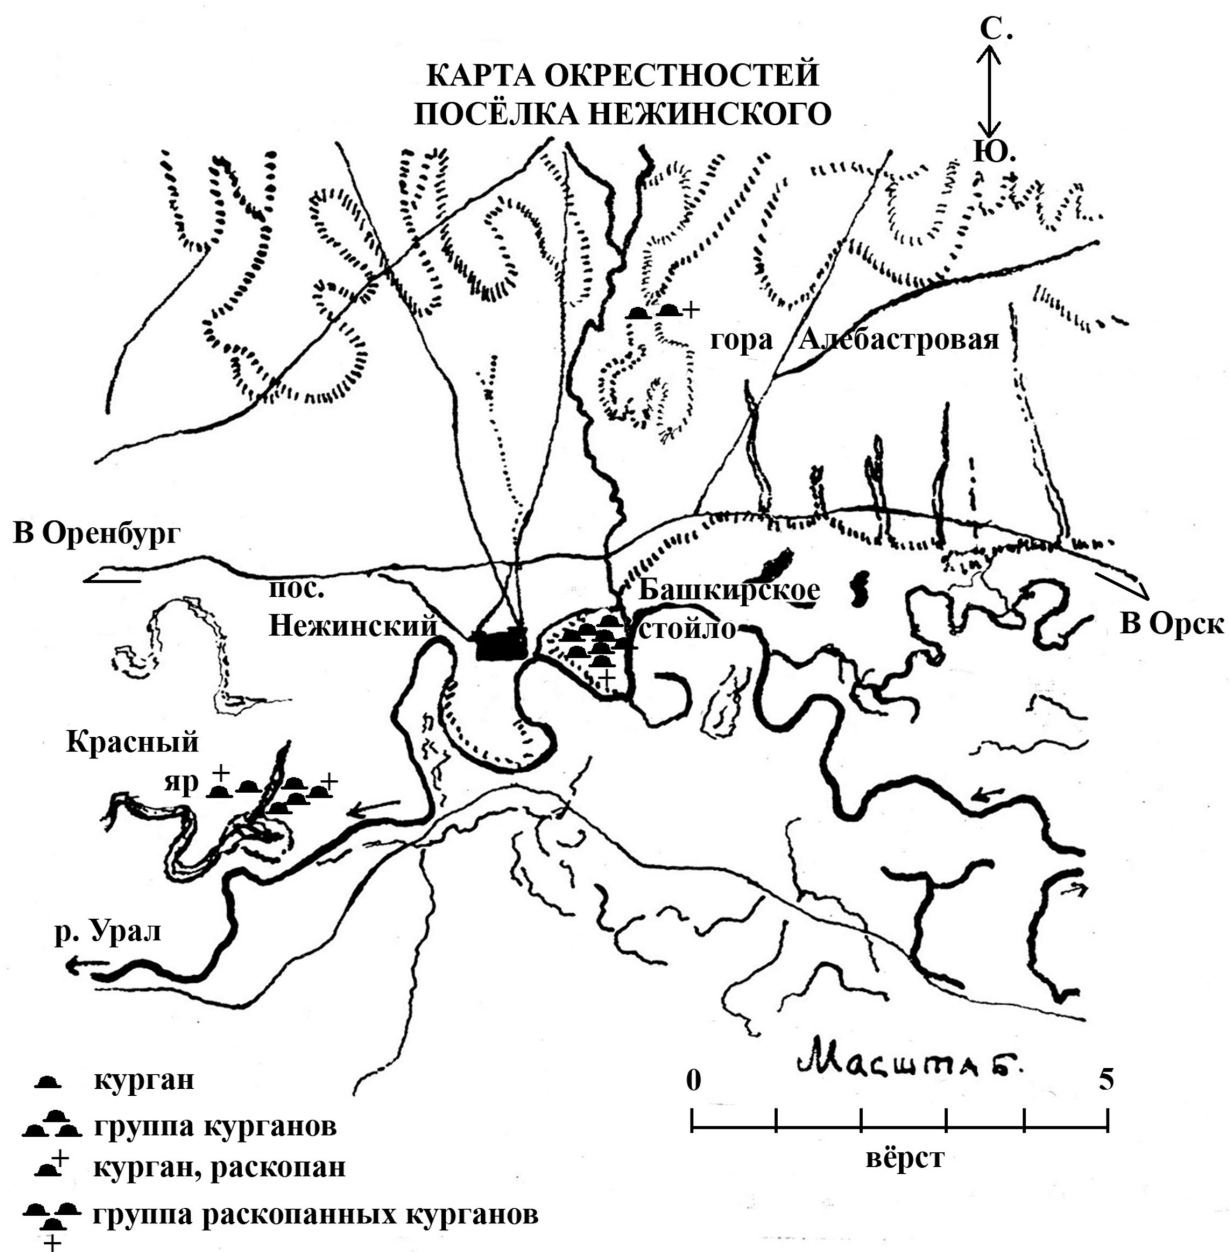 С.
КАРТА ОКРЕСТНОСТЕЙ
ПОСЁЛКА НЕЖИНСКОГО
Ю.
гора Алебастровая
В Оренбург
пос.
Нежинский
Башкирское
стойло
В Орск
Красный
яр
р. Урал
Масштаб.
0 5
вёрст
курган
группа курганов
курган, раскопан
группа раскопанных курганов